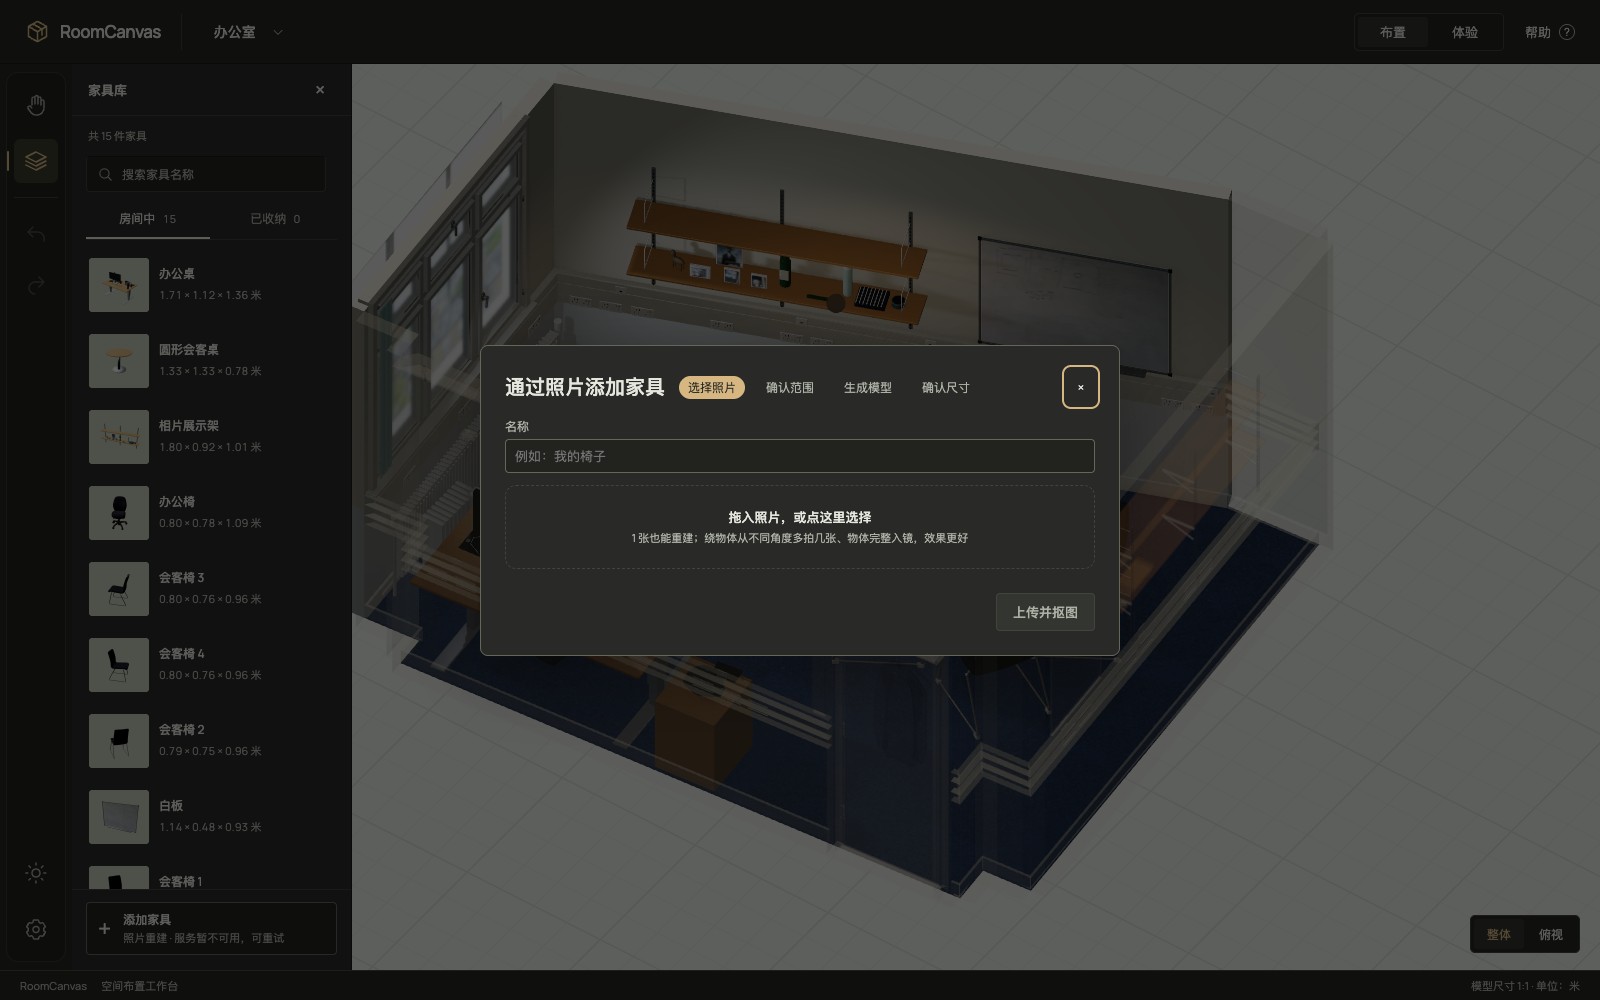 RoomCanvas
办公室
布置
体验
帮助 ?
家具库
×
共 15 件家具
搜索家具名称
房间中 15
已收纳 0
办公桌
1.71 × 1.12 × 1.36 米
圆形会客桌
1.33 × 1.33 × 0.78 米
相片展示架
1.80 × 0.92 × 1.01 米
办公椅
0.80 × 0.78 × 1.09 米
会客椅 3
0.80 × 0.76 × 0.96 米
会客椅 4
0.80 × 0.76 × 0.96 米
会客椅 2
0.79 × 0.75 × 0.96 米
白板
1.14 × 0.48 × 0.93 米
会客椅 1
+ 添加家具
照片重建 · 服务暂不可用，可重试
通过照片添加家具
选择照片
确认范围
生成模型
确认尺寸
×
名称
例如：我的椅子
拖入照片，或点这里选择
1 张也能重建；绕物体从不同角度多拍几张、物体完整入镜，效果更好
上传并抠图
整体
俯视
RoomCanvas
空间布置工作台
模型尺寸 1:1 · 单位：米